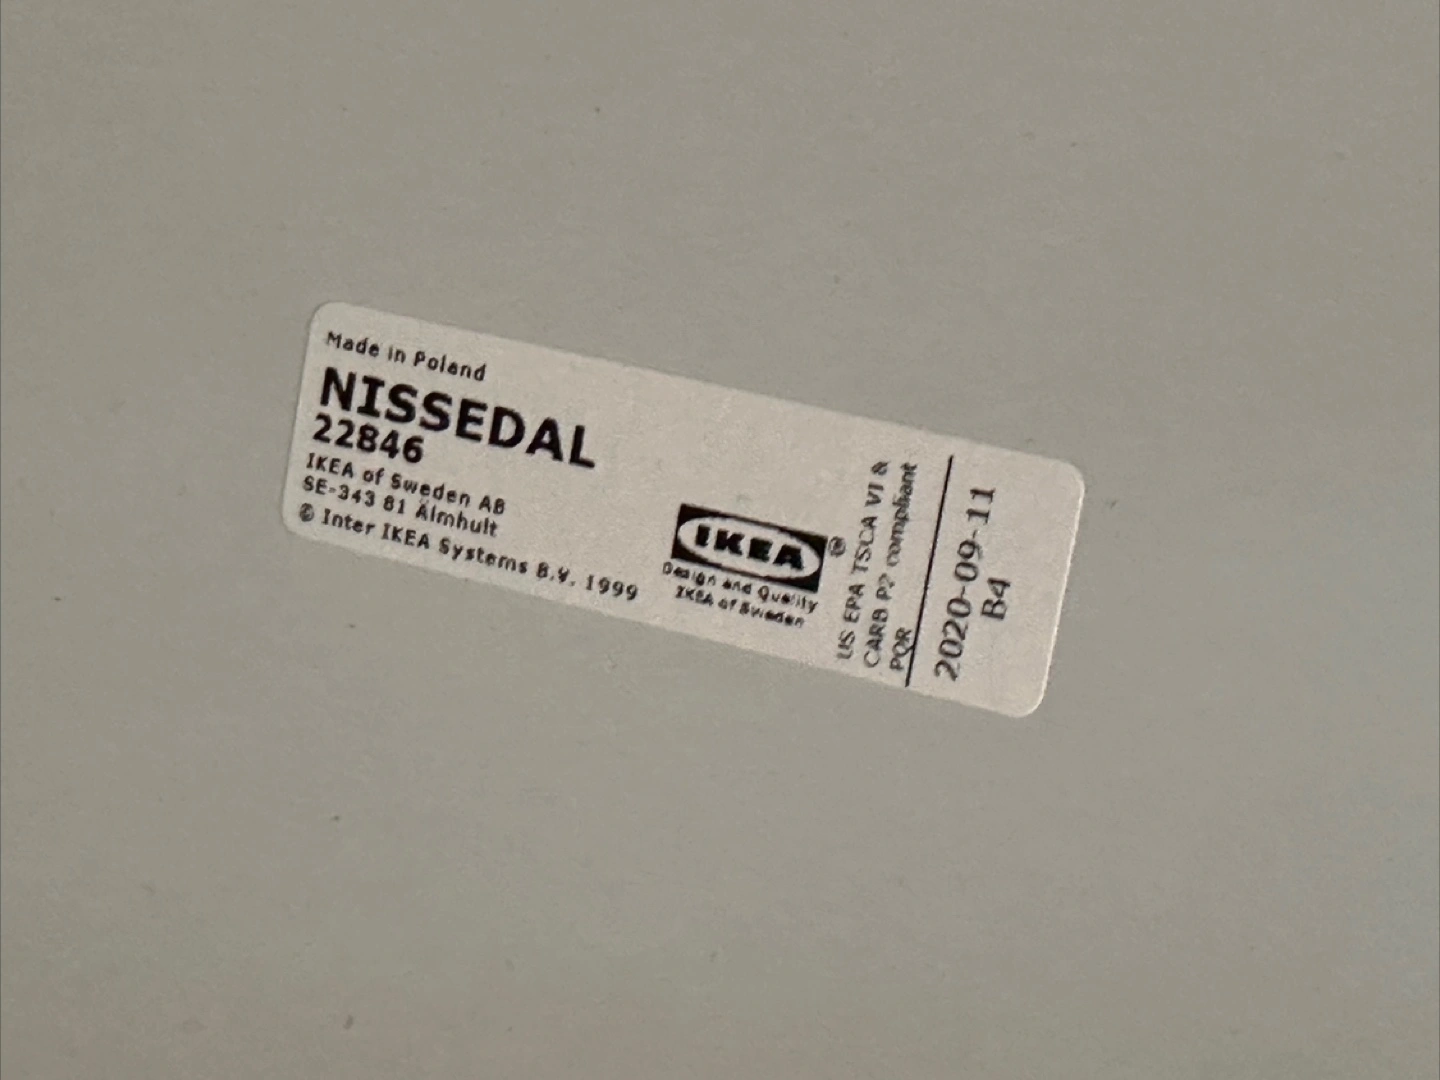 Made in Poland
NISSEDAL
22846
IKEA of Sweden AB
SE-343 81 Älmhult
© Inter IKEA Systems B.V. 1999
IKEA®
Design and Quality
IKEA of Sweden
US EPA TSCA VI &
CARB P2 compliant
POR
2020-09-11
B4